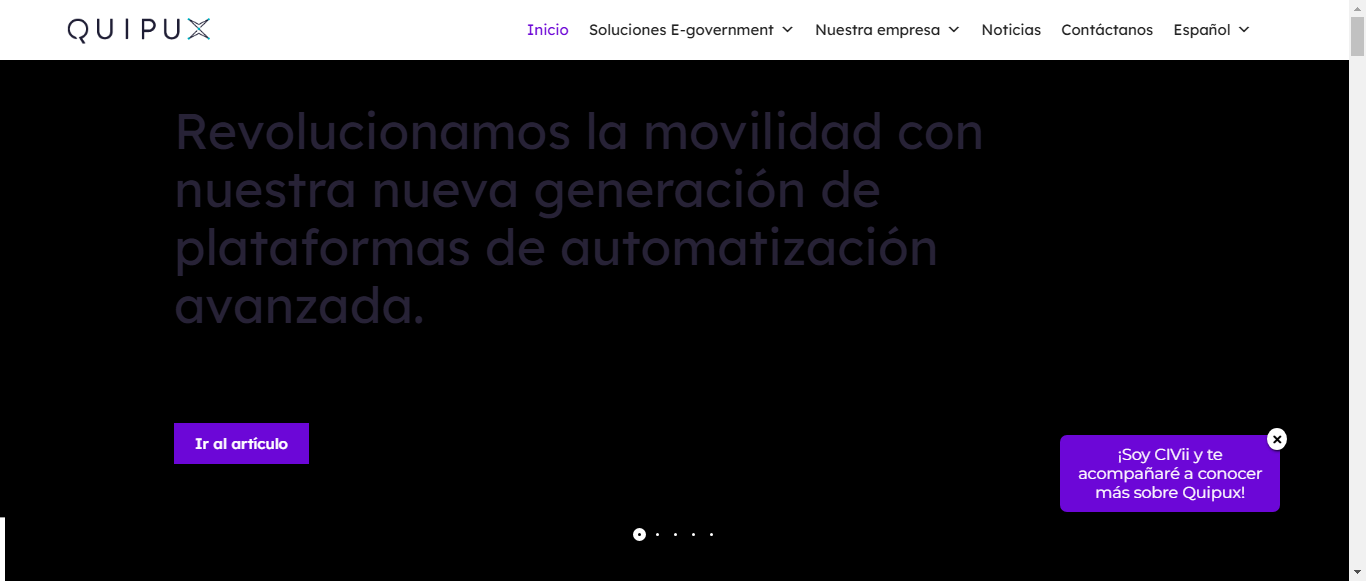 QUIPUX
Inicio
Soluciones E-government
Nuestra empresa
Noticias
Contáctanos
Español
Revolucionamos la movilidad con
nuestra nueva generación de
plataformas de automatización
avanzada.
Ir al artículo
¡Soy CIVii y te
acompañaré a conocer
más sobre Quipux!